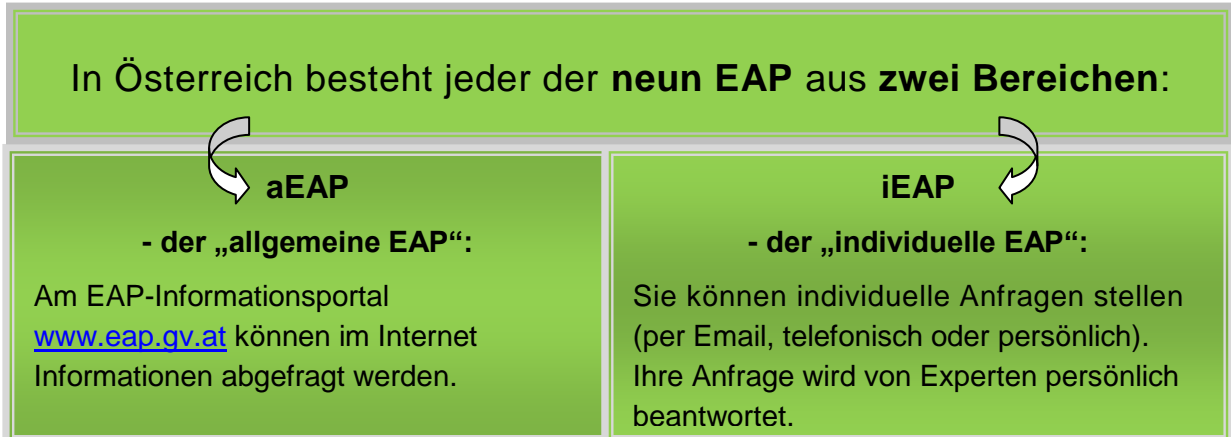 In Österreich besteht jeder der neun EAP aus zwei Bereichen:
aEAP
- der „allgemeine EAP“:
Am EAP-Informationsportal
www.eap.gv.at können im Internet
Informationen abgefragt werden.
iEAP
- der „individuelle EAP“:
Sie können individuelle Anfragen stellen
(per Email, telefonisch oder persönlich).
Ihre Anfrage wird von Experten persönlich
beantwortet.